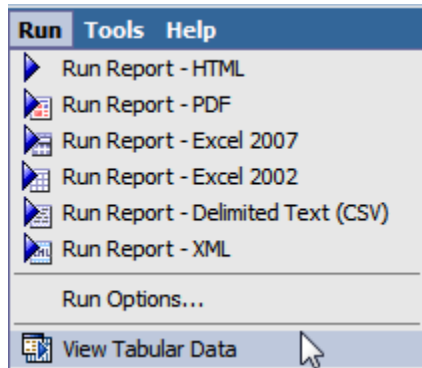 Run Tools Help
Run Report - HTML
Run Report - PDF
Run Report - Excel 2007
Run Report - Excel 2002
Run Report - Delimited Text (CSV)
Run Report - XML
Run Options...
View Tabular Data